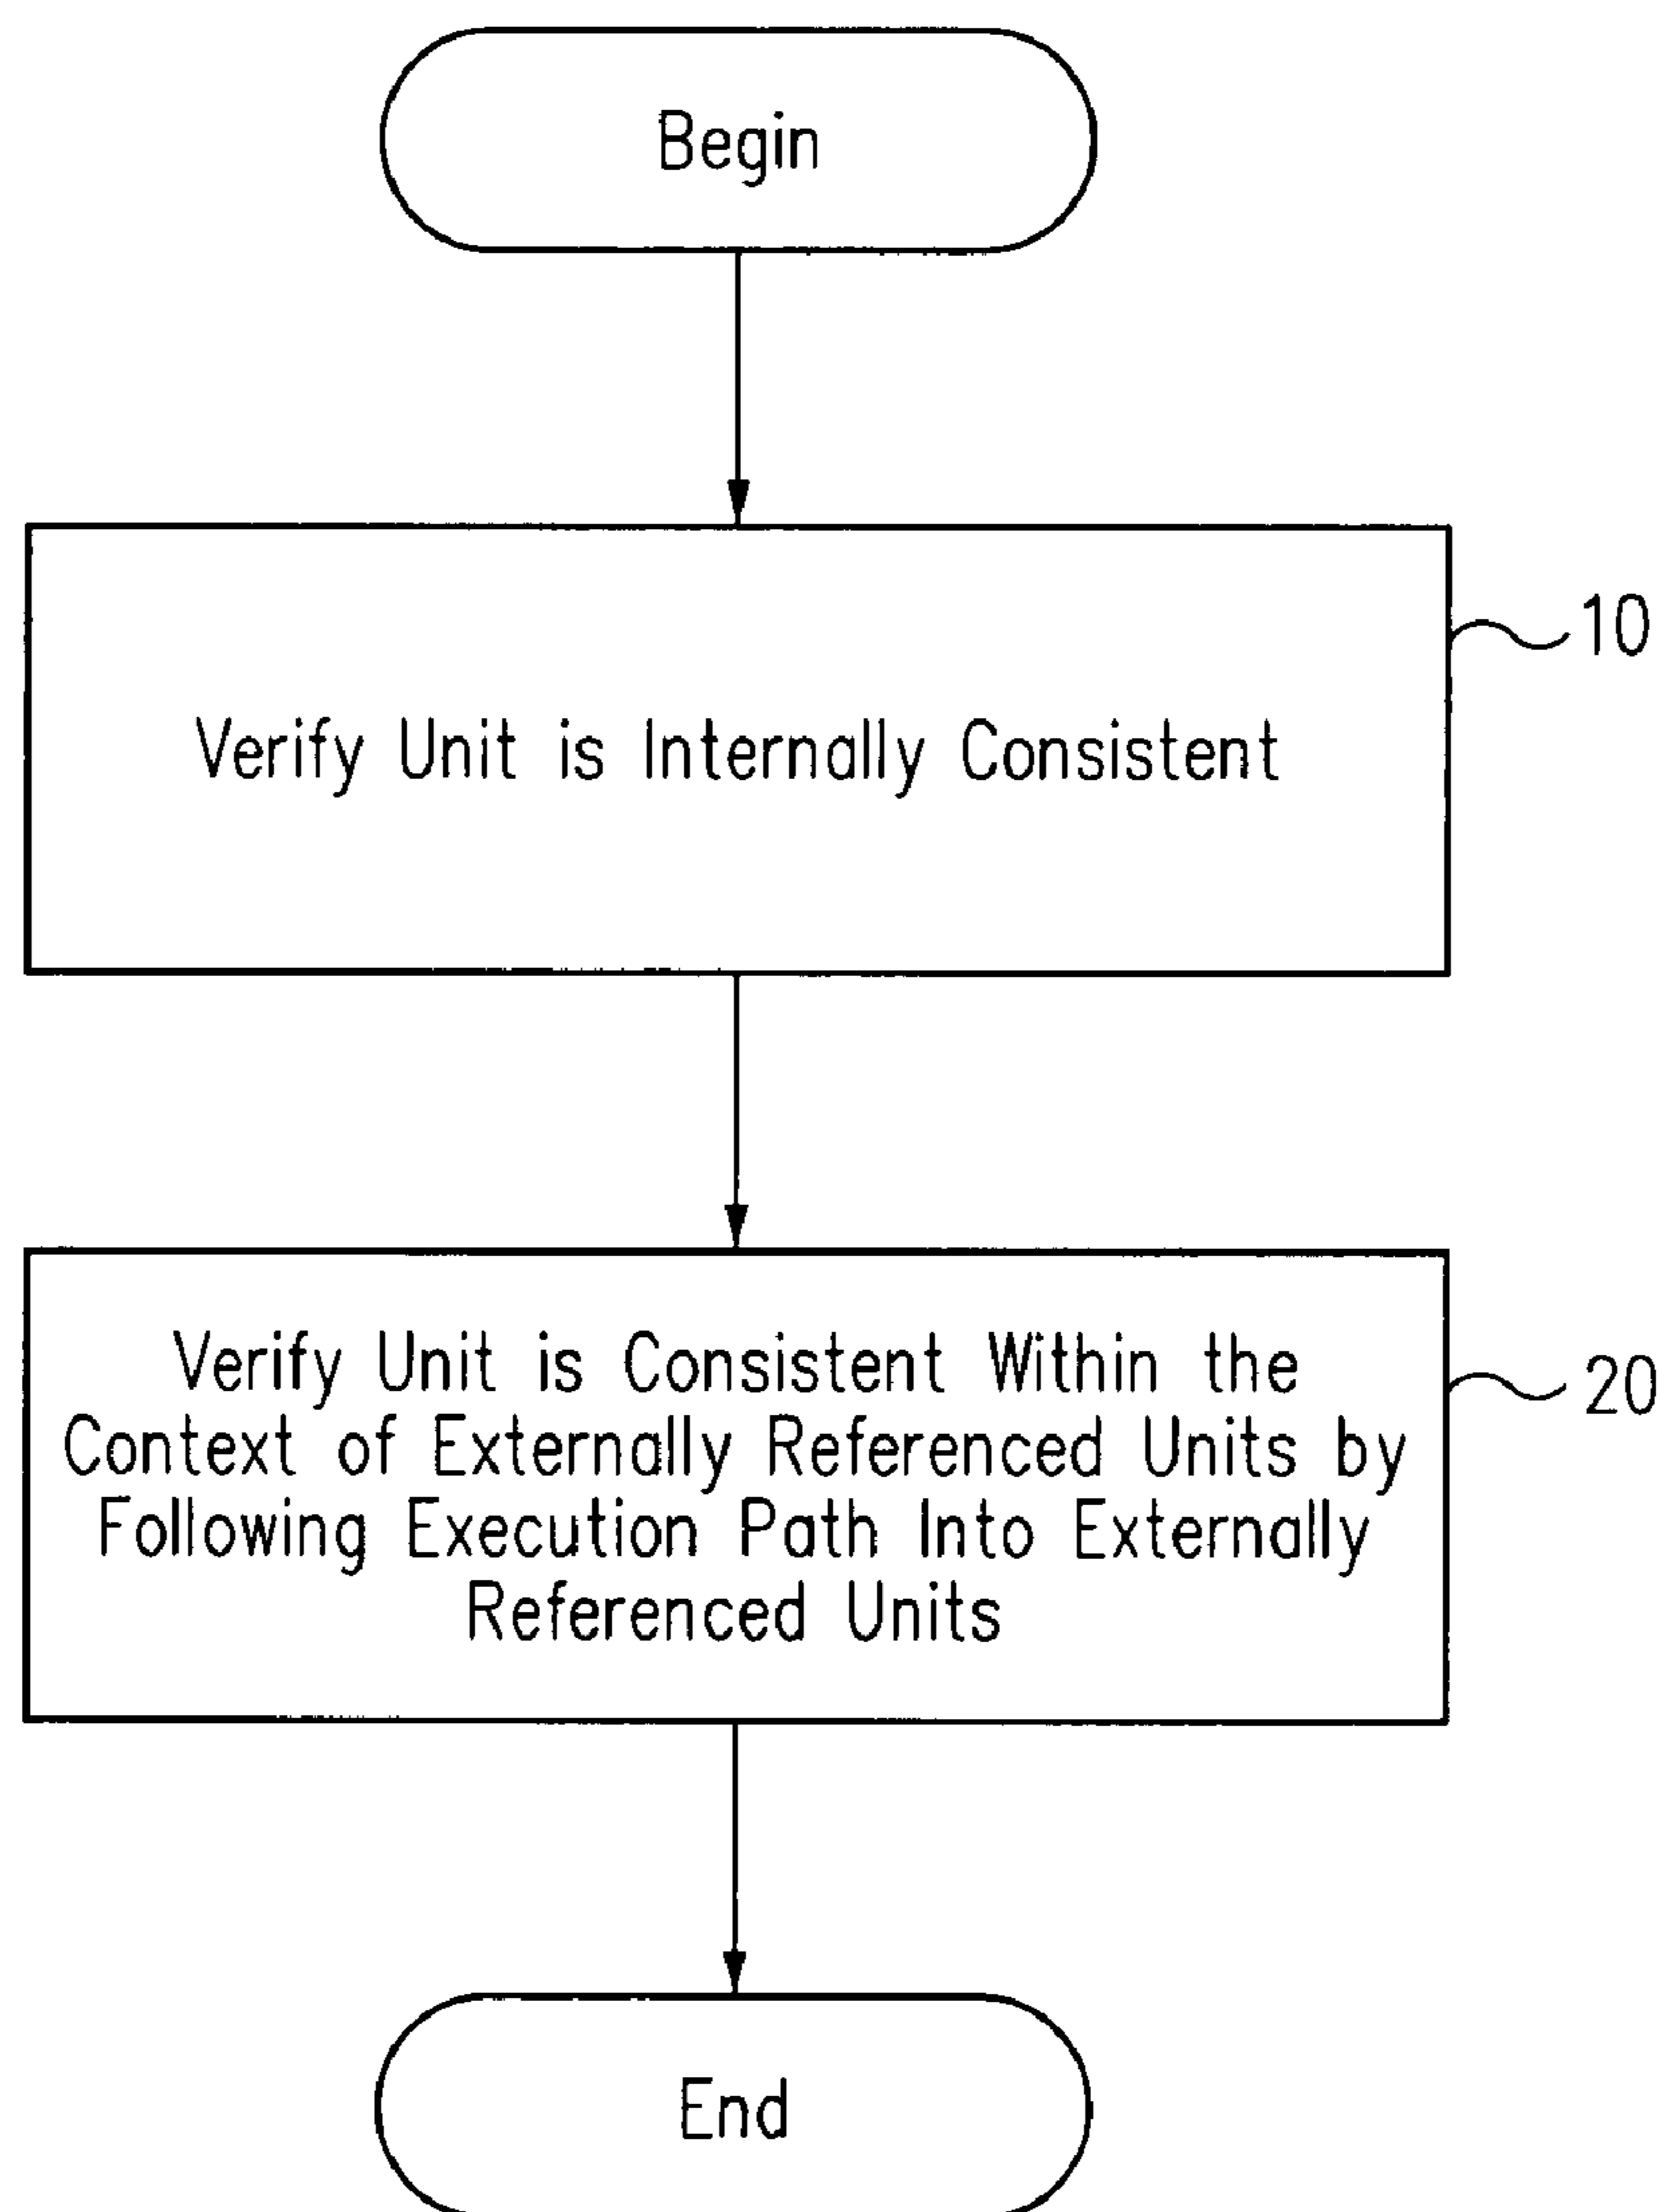 Begin
Verify Unit is Internally Consistent
10
Verify Unit is Consistent Within the
Context of Externally Referenced Units by
Following Execution Path Into Externally
Referenced Units
20
End